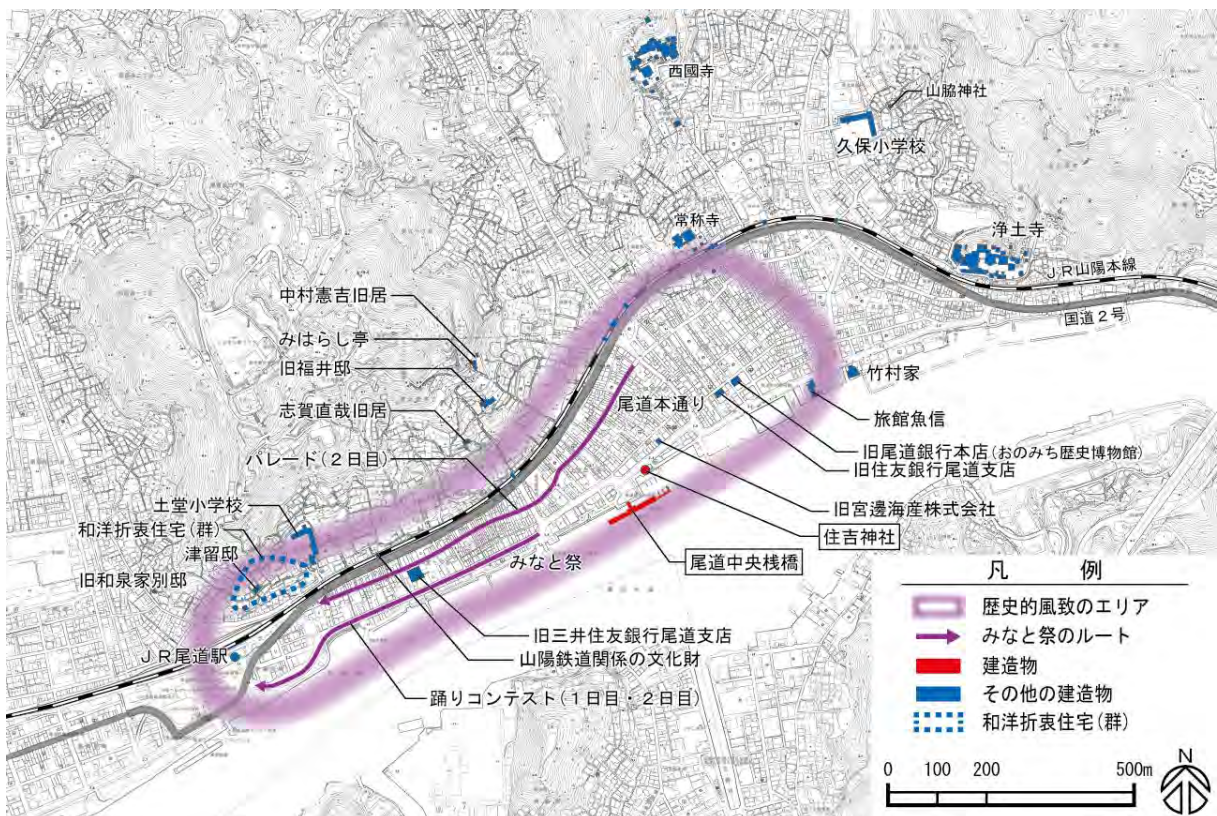 西國寺
山脇神社
久保小学校
常称寺
浄土寺
JR山陽本線
国道2号
中村憲吉旧居
みはらし亭
旧福井邸
志賀直哉旧居
パレード(2日目)
尾道本通り
竹村家
旅館魚信
旧尾道銀行本店(おのみち歴史博物館)
旧住友銀行尾道支店
旧宮邊海産株式会社
住吉神社
尾道中央桟橋
みなと祭
土堂小学校
和洋折衷住宅(群)
津留邸
旧和泉家別邸
JR尾道駅
旧三井住友銀行尾道支店
山陽鉄道関係の文化財
踊りコンテスト(1日目・2日目)
凡例
歴史的風致のエリア
みなと祭のルート
建造物
その他の建造物
和洋折衷住宅(群)
0 100 200 500m
N